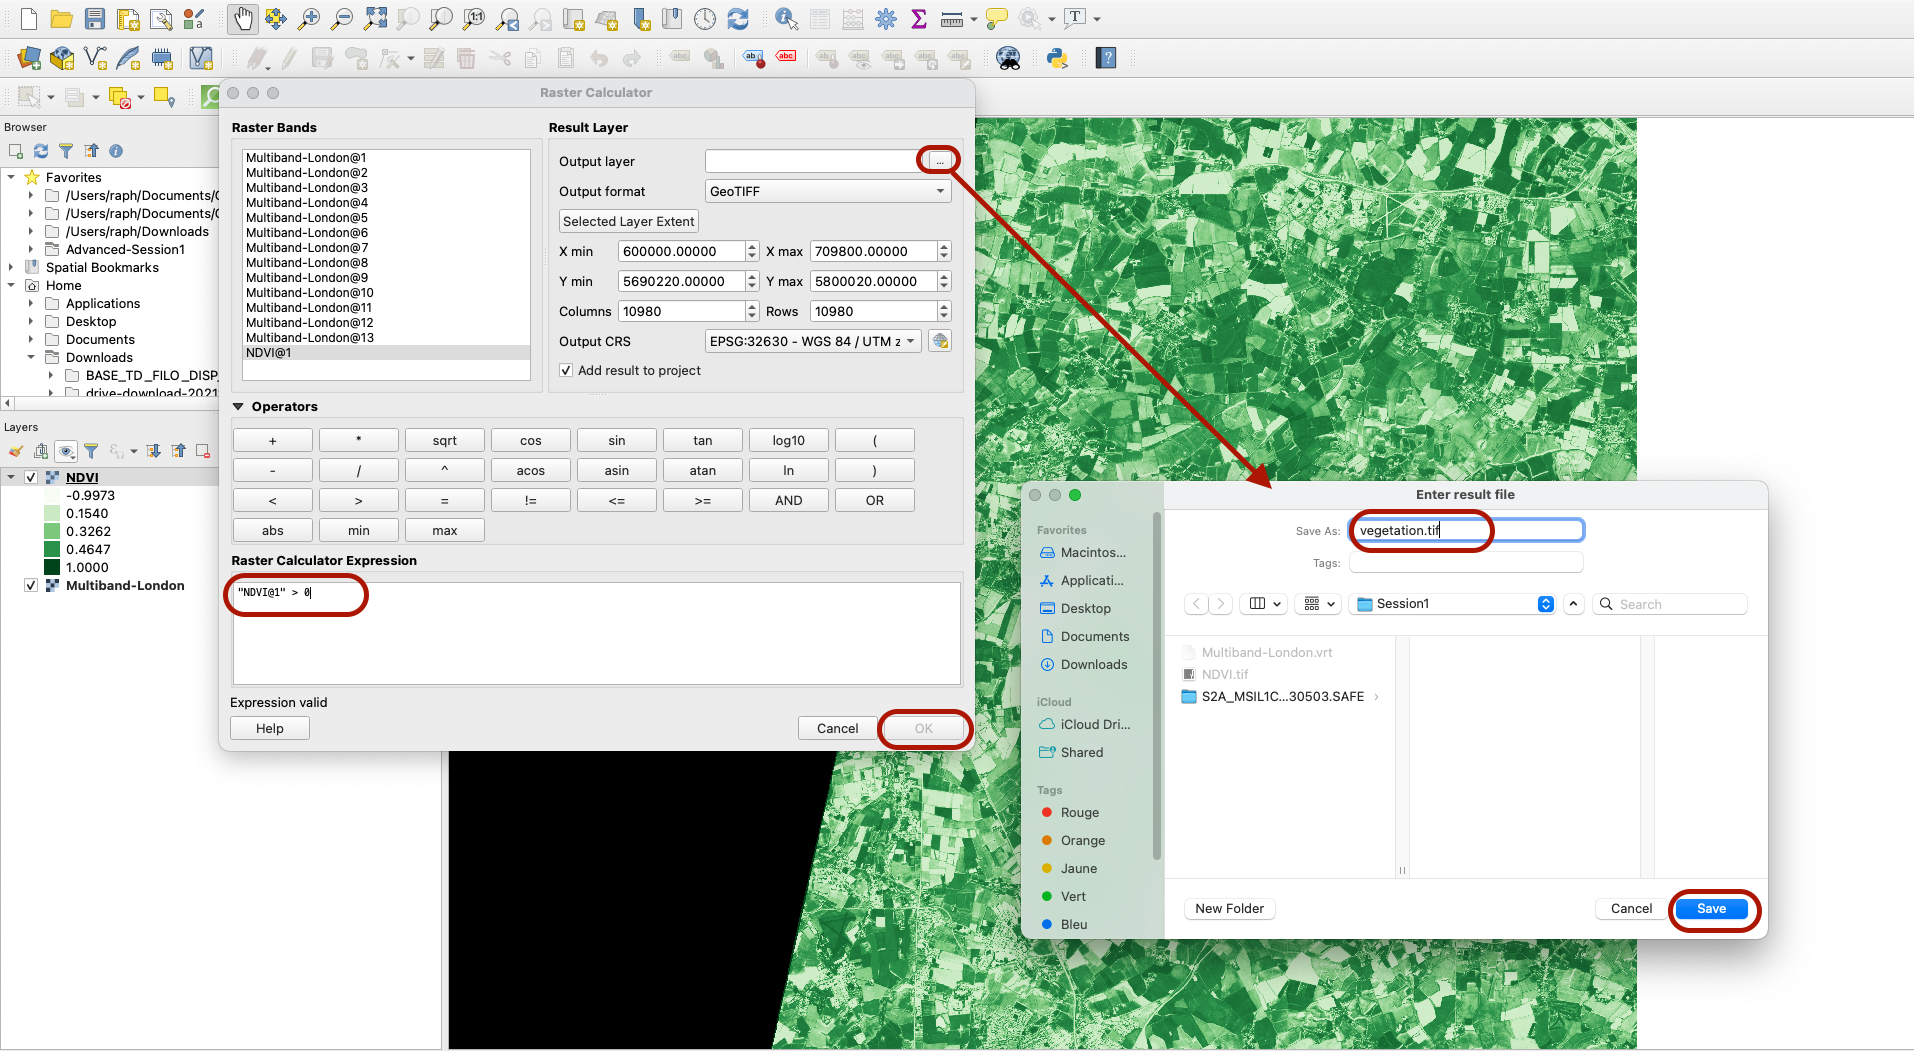 Raster Calculator
Browser
Favorites
/Users/raph/Documents/
/Users/raph/Documents/
/Users/raph/Downloads
Advanced-Session1
Spatial Bookmarks
Home
Applications
Desktop
Documents
Downloads
BASE_TD_FILO_DISP
drive-download-2021
Layers
NDVI
-0.9973
0.1540
0.3262
0.4647
1.0000
Multiband-London
Raster Bands
Multiband-London@1
Multiband-London@2
Multiband-London@3
Multiband-London@4
Multiband-London@5
Multiband-London@6
Multiband-London@7
Multiband-London@8
Multiband-London@9
Multiband-London@10
Multiband-London@11
Multiband-London@12
Multiband-London@13
NDVI@1
Result Layer
Output layer ...
Output format GeoTIFF
Selected Layer Extent
X min 600000.00000 X max 709800.00000
Y min 5690220.00000 Y max 5800020.00000
Columns 10980 Rows 10980
Output CRS EPSG:32630 - WGS 84 / UTM z
Add result to project
Operators
+ * sqrt cos sin tan log10 (
- / ^ acos asin atan ln )
< > = != <= >= AND OR
abs min max
Raster Calculator Expression
"NDVI@1" > 0
Expression valid
Help Cancel OK
Enter result file
Save As: vegetation.tif
Tags:
Session1 Search
Favorites
Macintos...
Applicati...
Desktop
Documents
Downloads
iCloud
iCloud Dri...
Shared
Tags
Rouge
Orange
Jaune
Vert
Bleu
Multiband-London.vrt
NDVI.tif
S2A_MSIL1C...30503.SAFE
New Folder Cancel Save